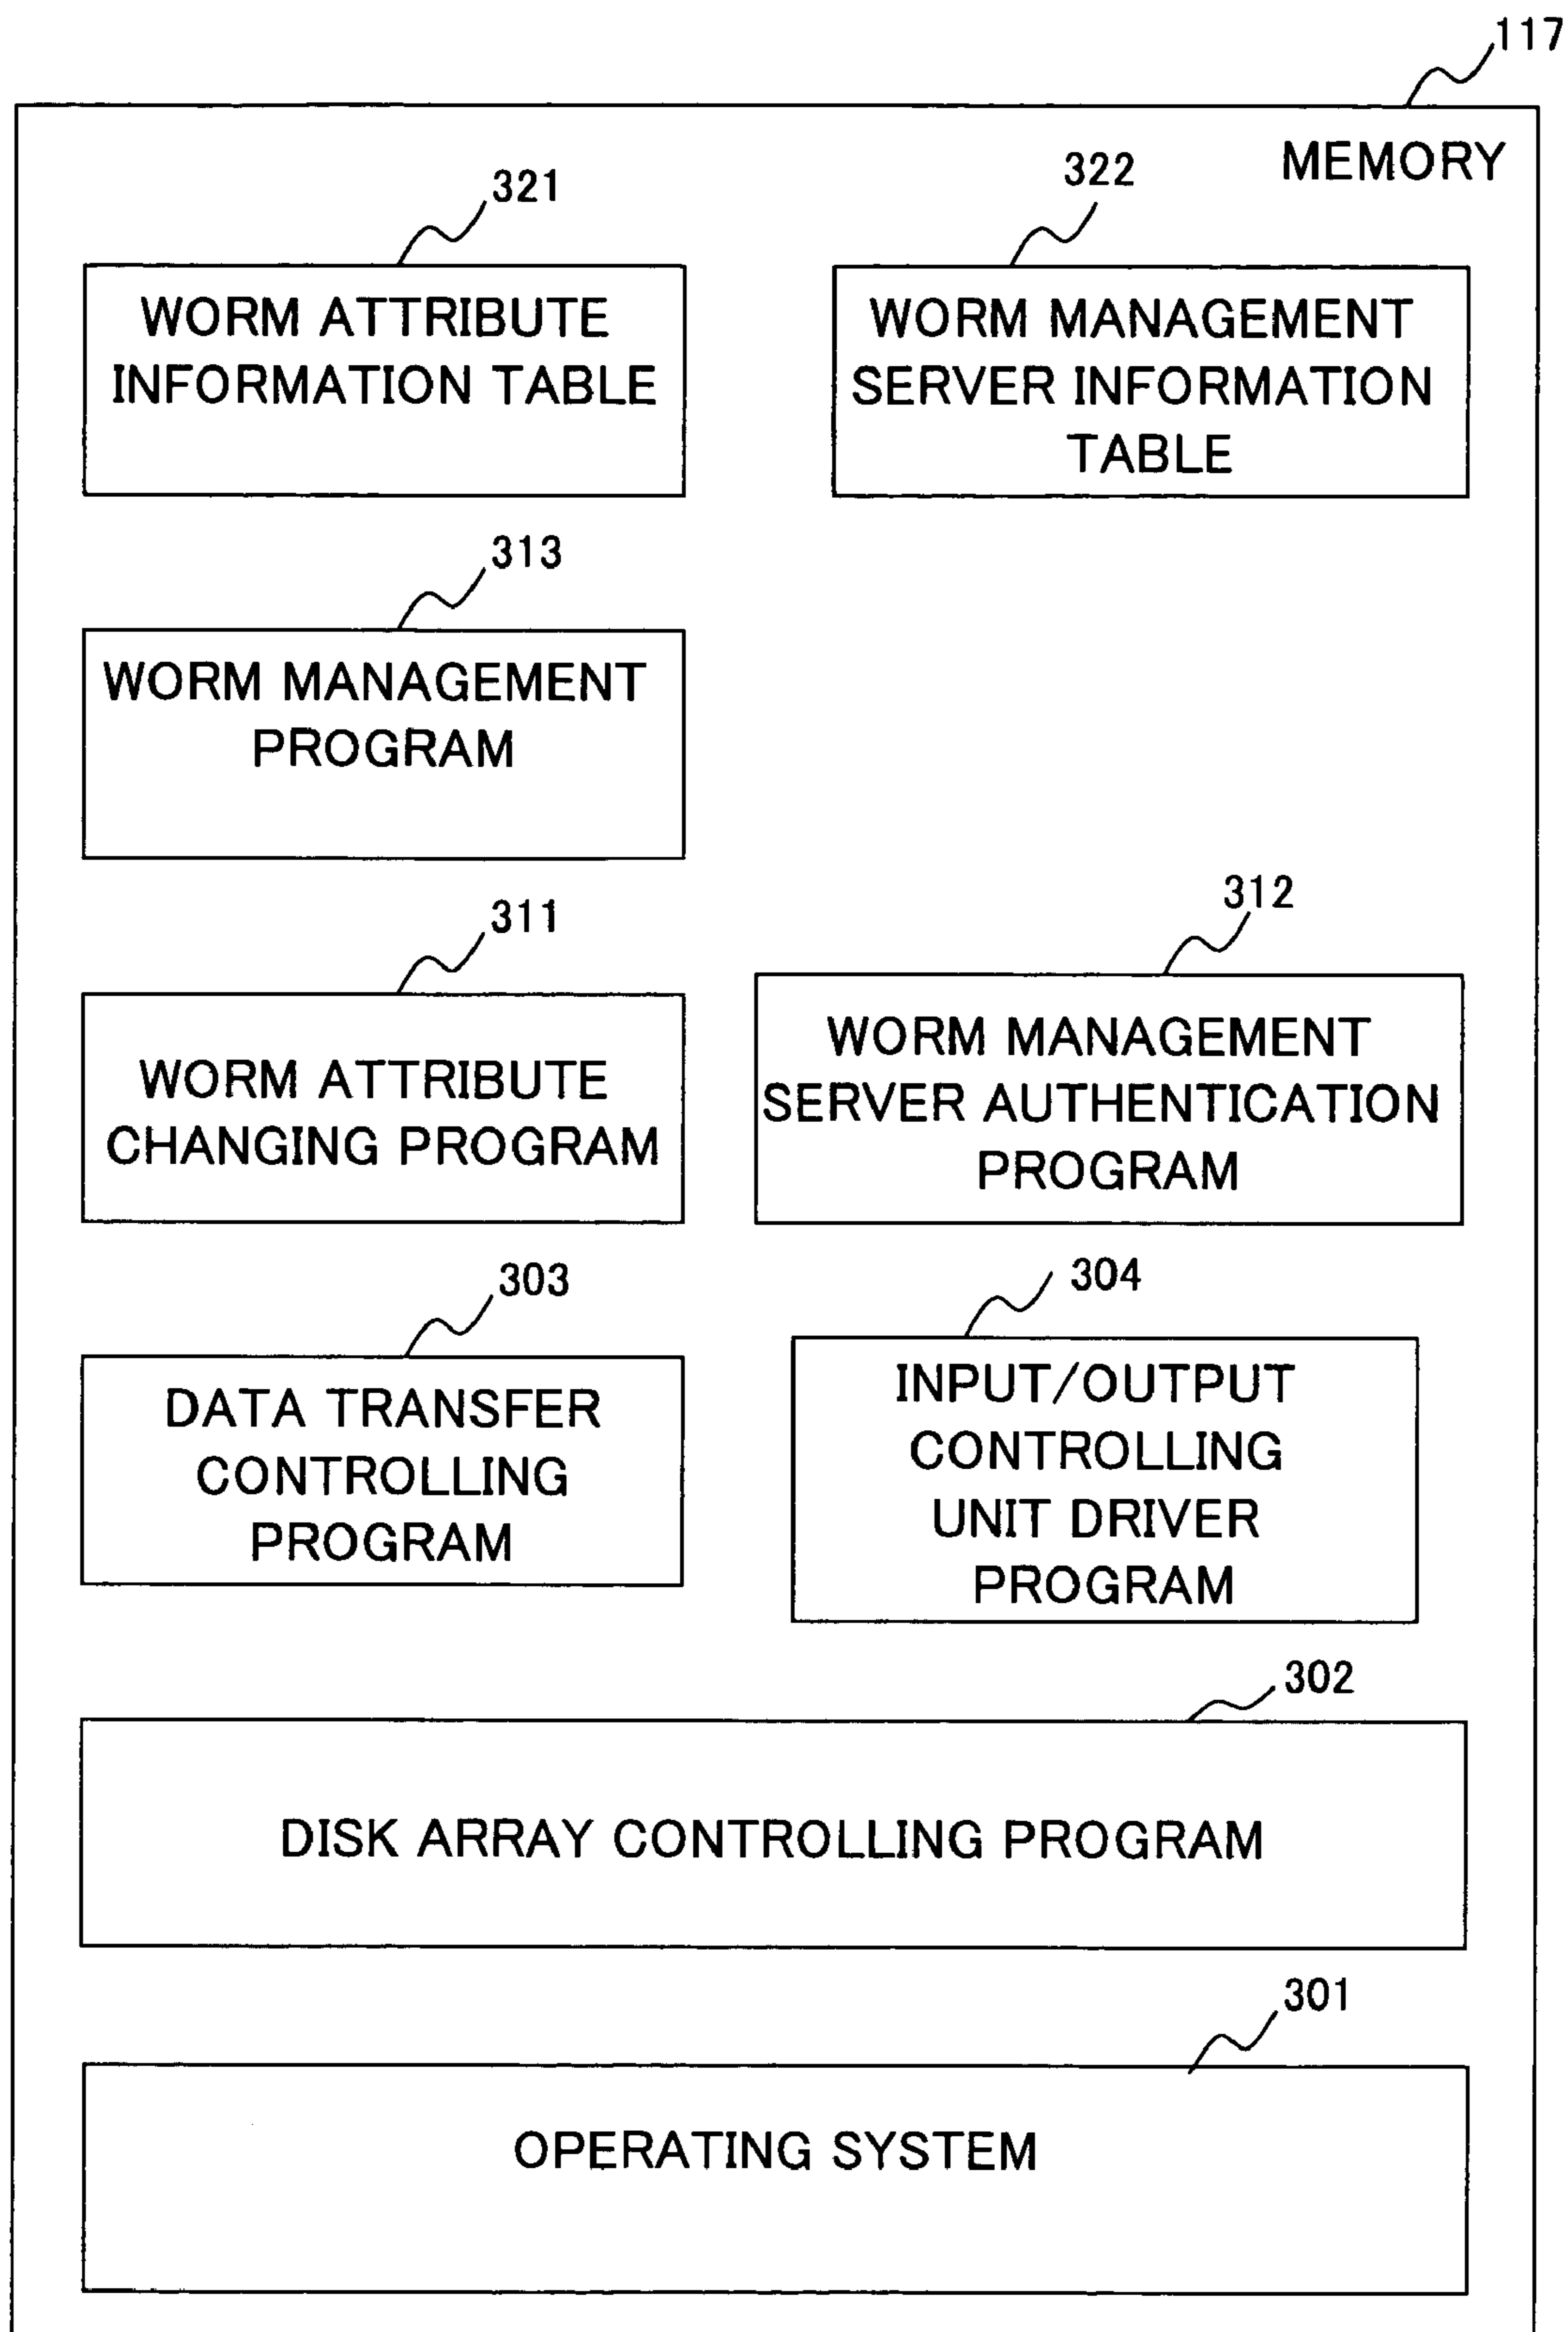 117
MEMORY
321
WORM ATTRIBUTE
INFORMATION TABLE
322
WORM MANAGEMENT
SERVER INFORMATION
TABLE
313
WORM MANAGEMENT
PROGRAM
311
WORM ATTRIBUTE
CHANGING PROGRAM
312
WORM MANAGEMENT
SERVER AUTHENTICATION
PROGRAM
303
DATA TRANSFER
CONTROLLING
PROGRAM
304
INPUT/OUTPUT
CONTROLLING
UNIT DRIVER
PROGRAM
302
DISK ARRAY CONTROLLING PROGRAM
301
OPERATING SYSTEM